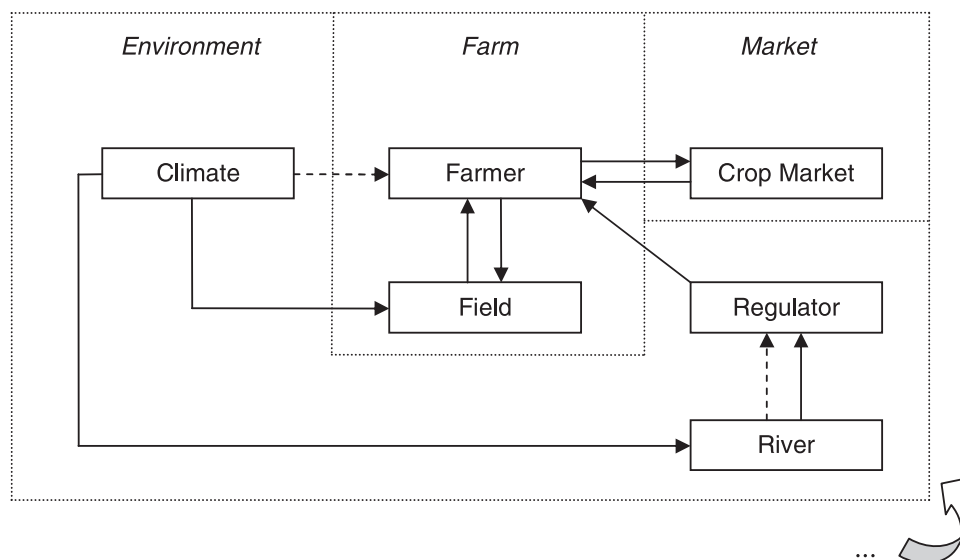 Environment
Farm
Market
Climate
Farmer
Crop Market
Field
Regulator
River
...